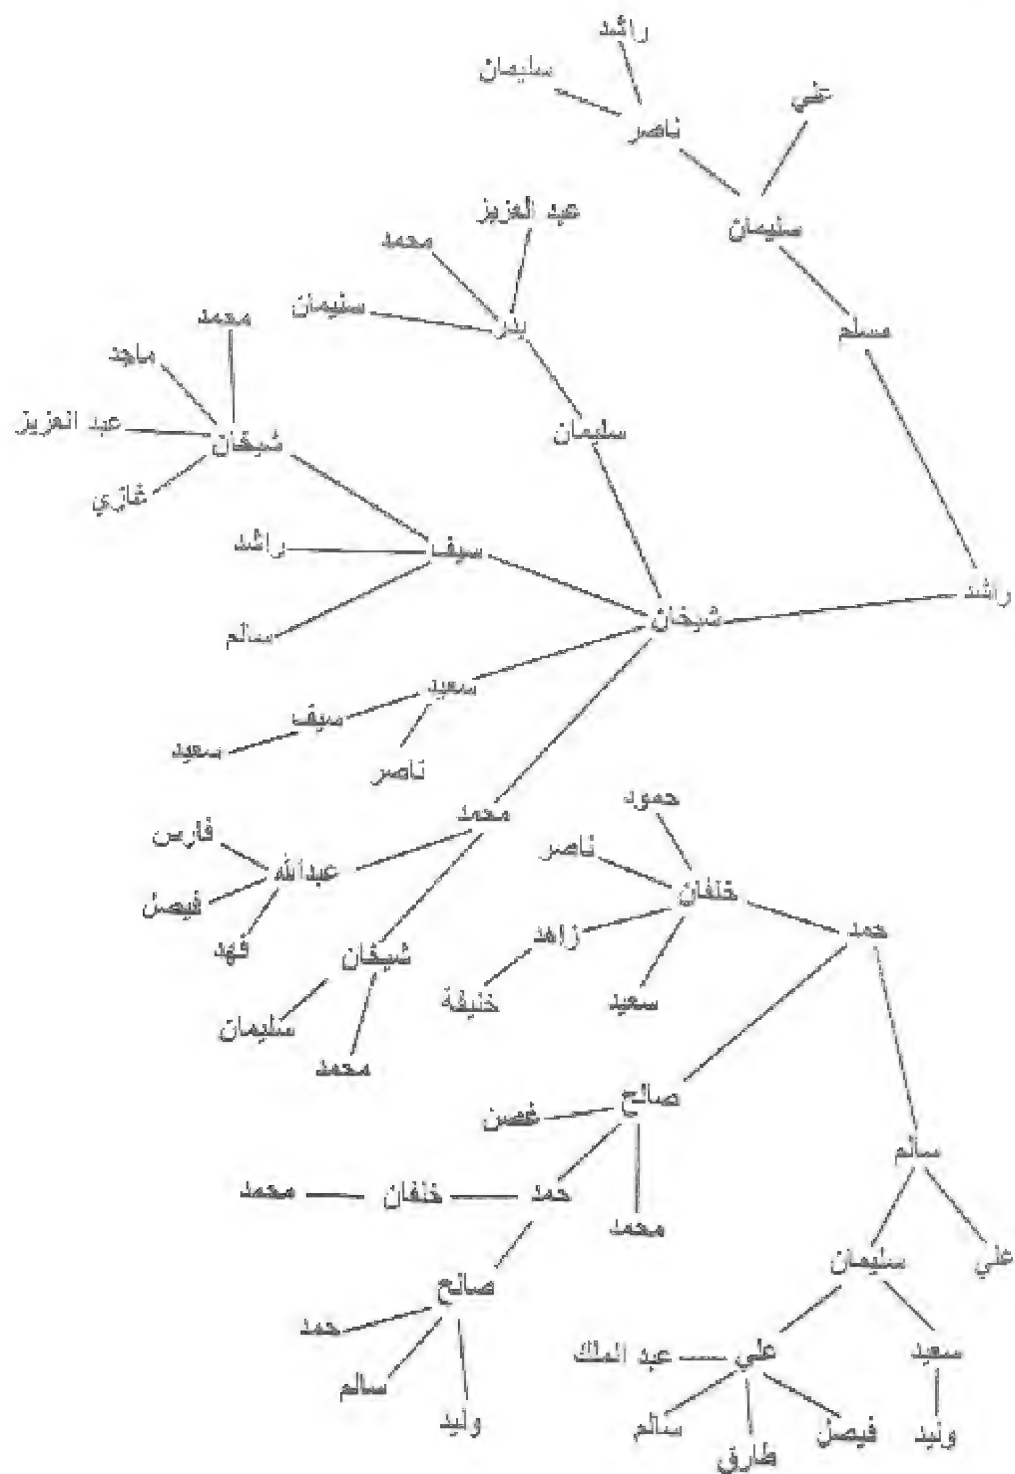 راشد
سليمان
علي
ناصر
عبد العزيز
سليمان
محمد
سليمان
محمد
بدر
مسلم
ماجد
عبد العزيز
شيخان
سليمان
غازي
راشد
سيف
راشد
شيخان
سالم
سعيد
سيف
سعيد
ناصر
حمود
محمد
فارس
ناصر
عبدالله
خلفان
فيصل
حمد
زاهد
فهد
شيخان
خليفة
سعيد
سليمان
محمد
صالح
غصن
سالم
حمد
خلفان
محمد
محمد
سليمان
علي
صالح
حمد
سعيد
علي
عبد الملك
سالم
وليد
سالم
طارق
فيصل
وليد